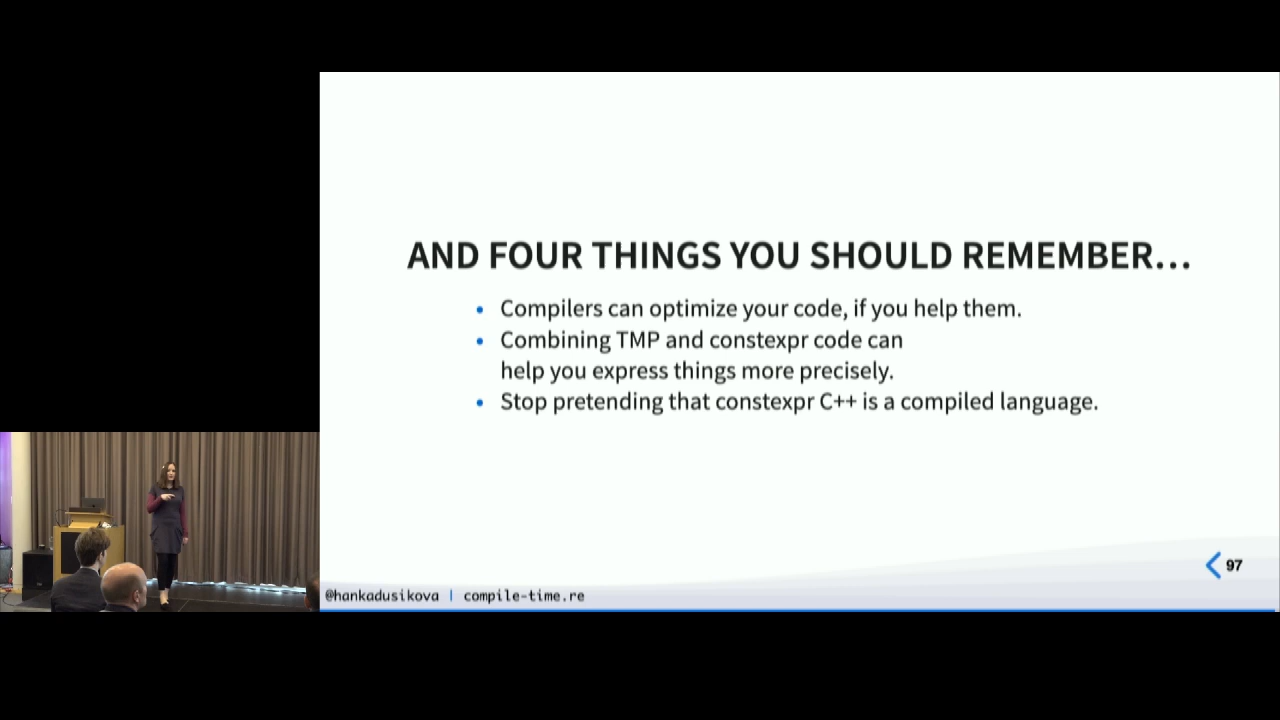 AND FOUR THINGS YOU SHOULD REMEMBER…
• Compilers can optimize your code, if you help them.
• Combining TMP and constexpr code can
help you express things more precisely.
• Stop pretending that constexpr C++ is a compiled language.
97
@hankadusikova | compile-time.re